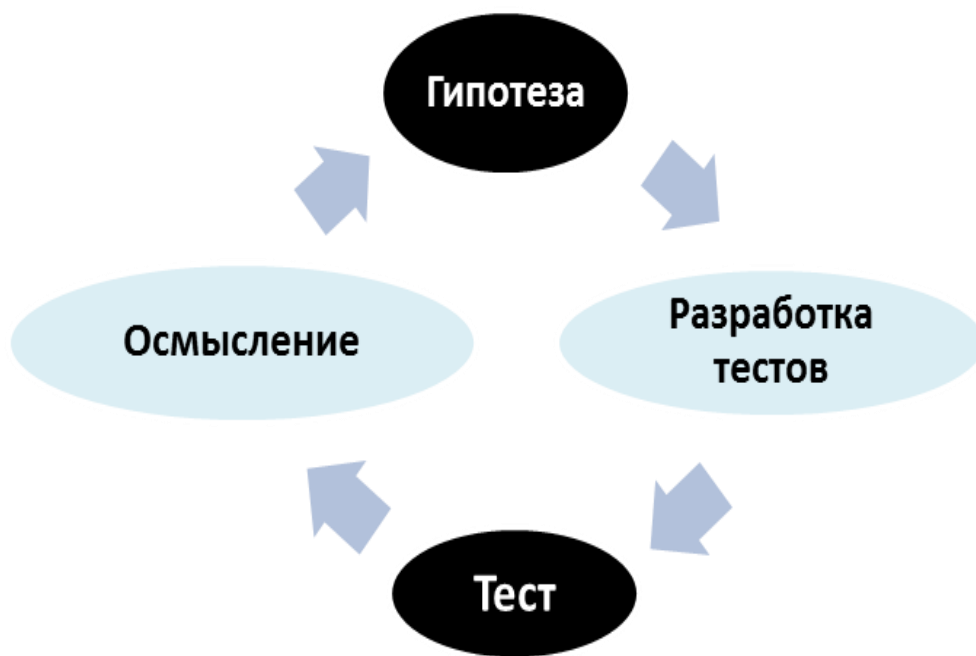 Гипотеза
Осмысление
Разработка
тестов
Тест